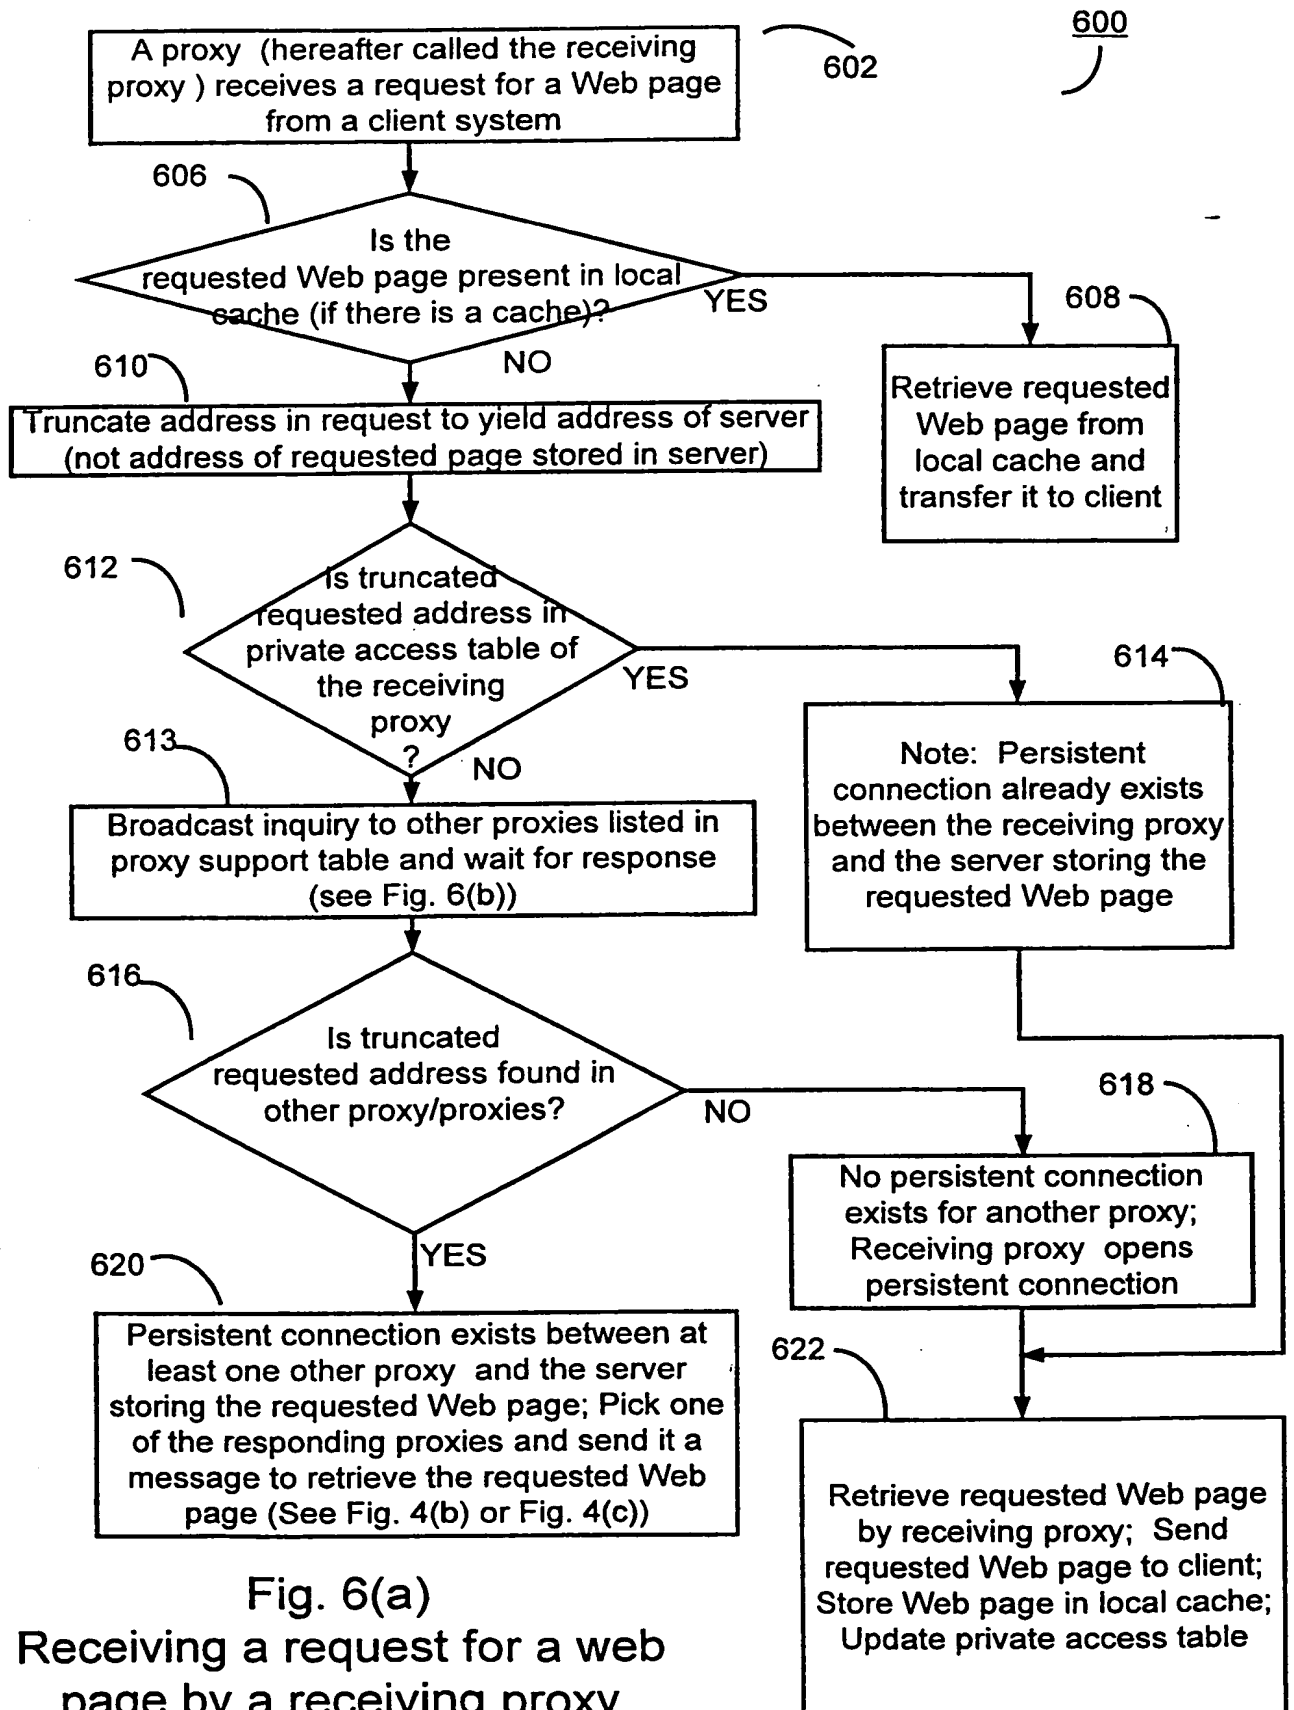 600
A proxy (hereafter called the receiving
proxy ) receives a request for a Web page
from a client system
602
606
Is the
requested Web page present in local
cache (if there is a cache)?
YES
NO
608
Retrieve requested
Web page from
local cache and
transfer it to client
610
Truncate address in request to yield address of server
(not address of requested page stored in server)
612
Is truncated
requested address in
private access table of
the receiving
proxy
?
YES
NO
614
Note: Persistent
connection already exists
between the receiving proxy
and the server storing the
requested Web page
613
Broadcast inquiry to other proxies listed in
proxy support table and wait for response
(see Fig. 6(b))
616
Is truncated
requested address found in
other proxy/proxies?
NO
YES
618
No persistent connection
exists for another proxy;
Receiving proxy opens
persistent connection
620
Persistent connection exists between at
least one other proxy and the server
storing the requested Web page; Pick one
of the responding proxies and send it a
message to retrieve the requested Web
page (See Fig. 4(b) or Fig. 4(c))
622
Retrieve requested Web page
by receiving proxy; Send
requested Web page to client;
Store Web page in local cache;
Update private access table
Fig. 6(a)
Receiving a request for a web
page by a receiving proxy